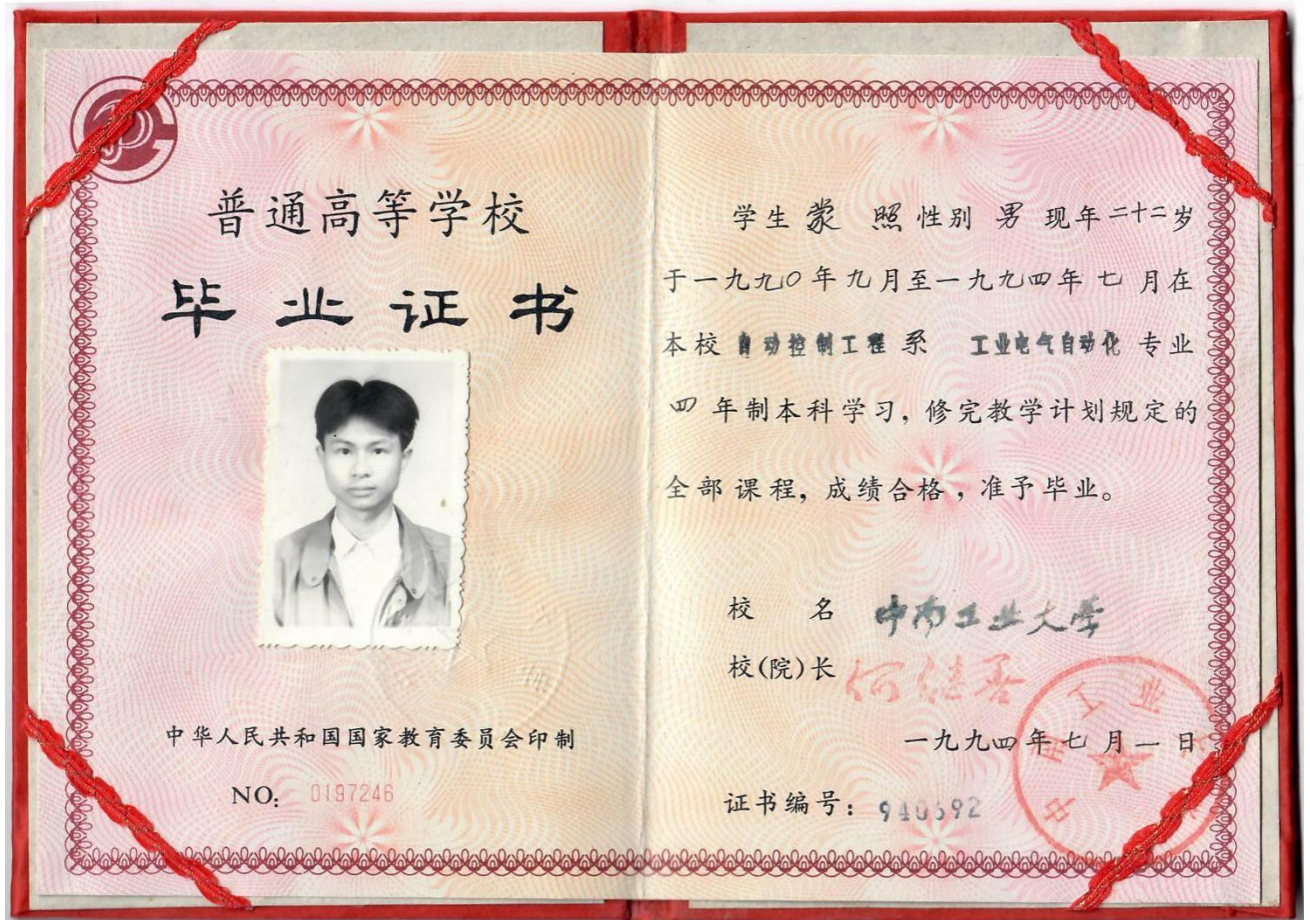 普通高等学校
毕业证书
中华人民共和国国家教育委员会印制
NO: 0197246
学生 蒙 照 性别 男 现年二十二岁
于一九九〇年九月至一九九四年七月在
本校 自动控制工程系 工业电气自动化 专业
四年制本科学习，修完教学计划规定的
全部课程，成绩合格，准予毕业。
校 名 中南工业大学
校(院)长 何继善
一九九四年七月一日
证书编号：940692